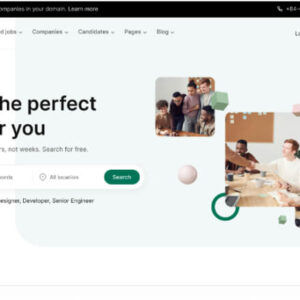 ompanies in your domain. Learn more
+84-
d jobs Companies Candidates Pages Blog
he perfect
r you
rs, not weeks. Search for free.
ords All location Search
esigner, Developer, Senior Engineer